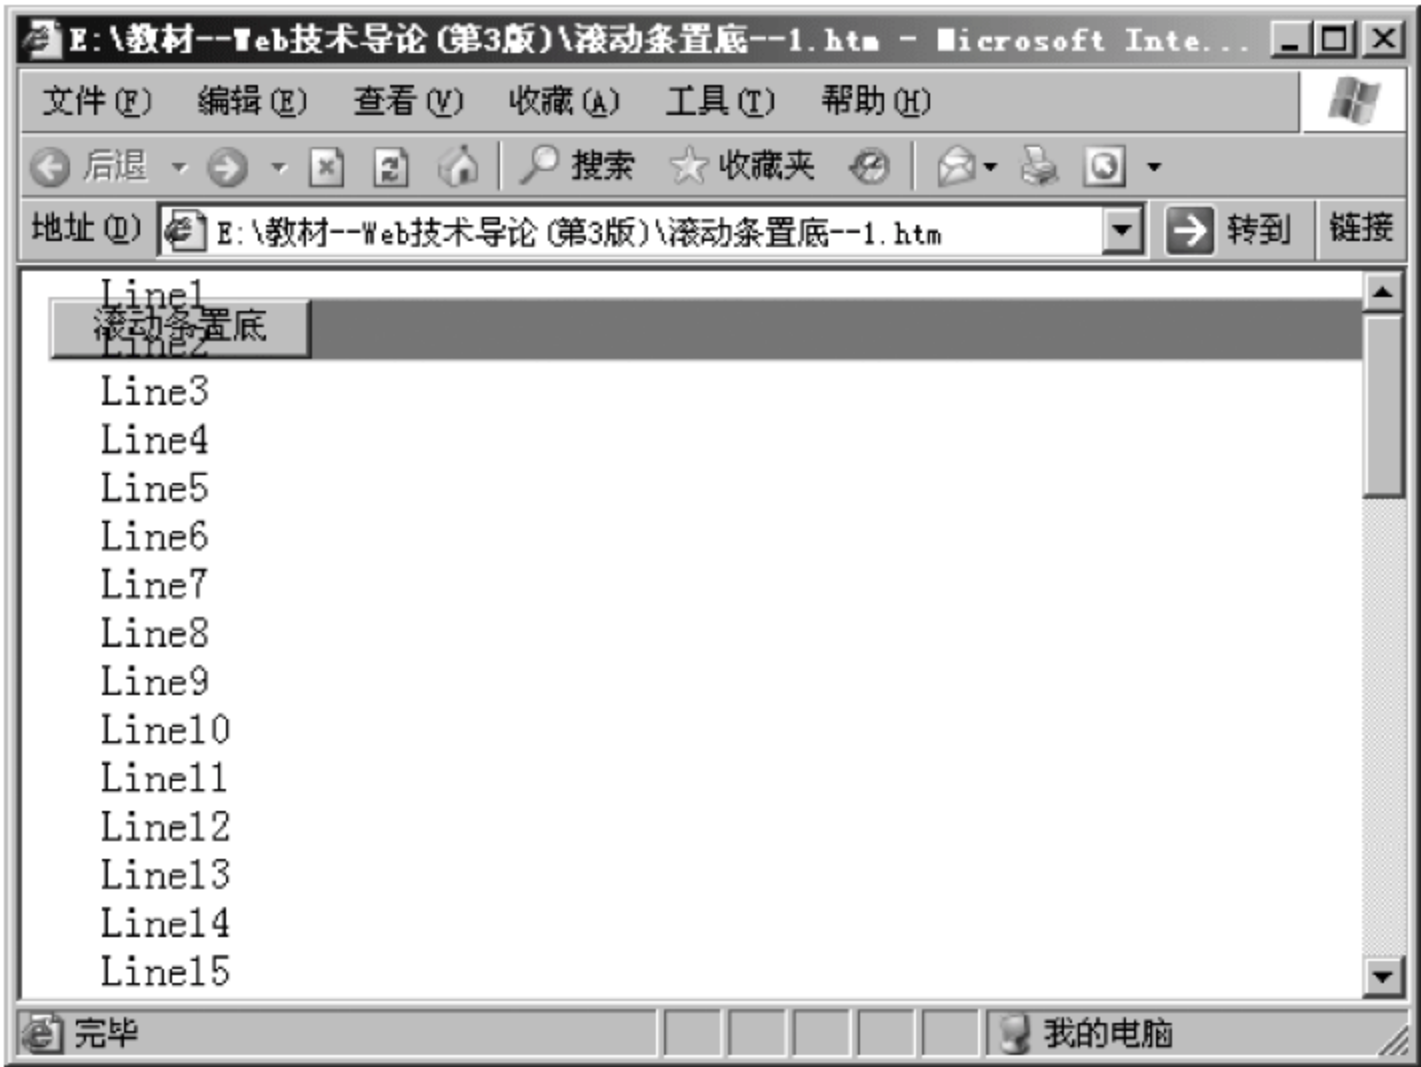 E:\教材--Web技术导论(第3版)\滚动条置底--1.htm - Microsoft Inte...
文件(F) 编辑(E) 查看(V) 收藏(A) 工具(T) 帮助(H)
后退 搜索 收藏夹
地址(D) E:\教材--Web技术导论(第3版)\滚动条置底--1.htm 转到 链接
Line1
滚动条置底
Line2
Line3
Line4
Line5
Line6
Line7
Line8
Line9
Line10
Line11
Line12
Line13
Line14
Line15
完毕 我的电脑